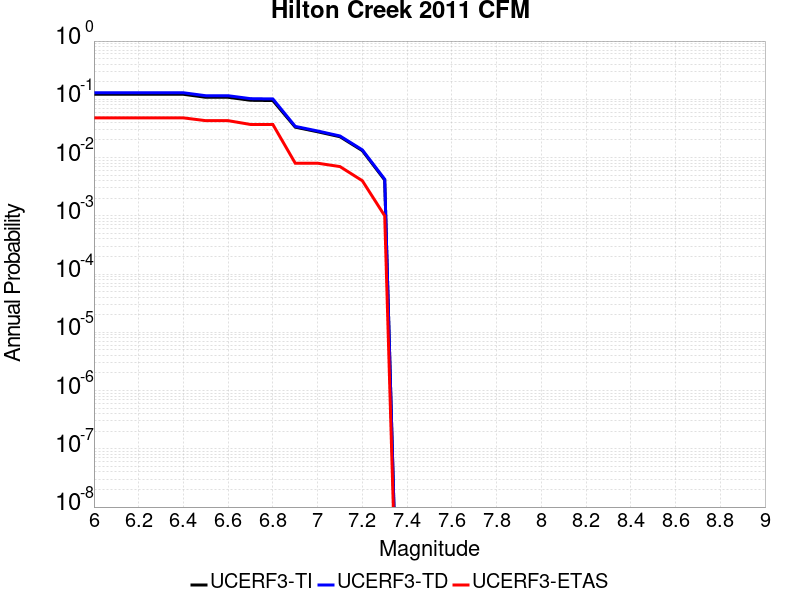 Hilton Creek 2011 CFM
Annual Probability
10^0
10^-1
10^-2
10^-3
10^-4
10^-5
10^-6
10^-7
10^-8
6 6.2 6.4 6.6 6.8 7 7.2 7.4 7.6 7.8 8 8.2 8.4 8.6 8.8 9
Magnitude
UCERF3-TI UCERF3-TD UCERF3-ETAS